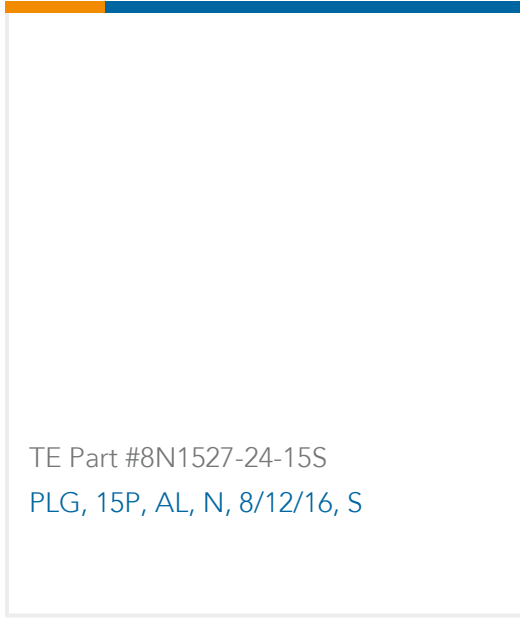 TE Part #8N1527-24-15S
PLG, 15P, AL, N, 8/12/16, S